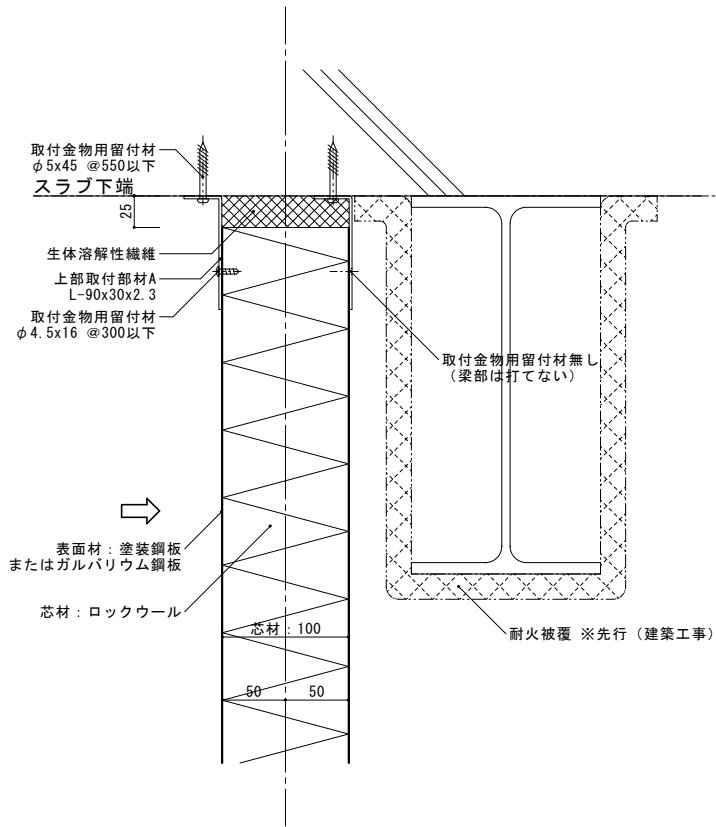 取付金物用留付材
φ5x45 @550以下
スラブ下端
25
生体溶解性繊維
上部取付部材A
L-90x30x2.3
取付金物用留付材
φ4.5x16 @300以下
取付金物用留付材無し
（梁部は打てない）
表面材：塗装鋼板
またはガルバリウム鋼板
芯材：ロックウール
芯材：100
耐火被覆 ※先行（建築工事）
50 50